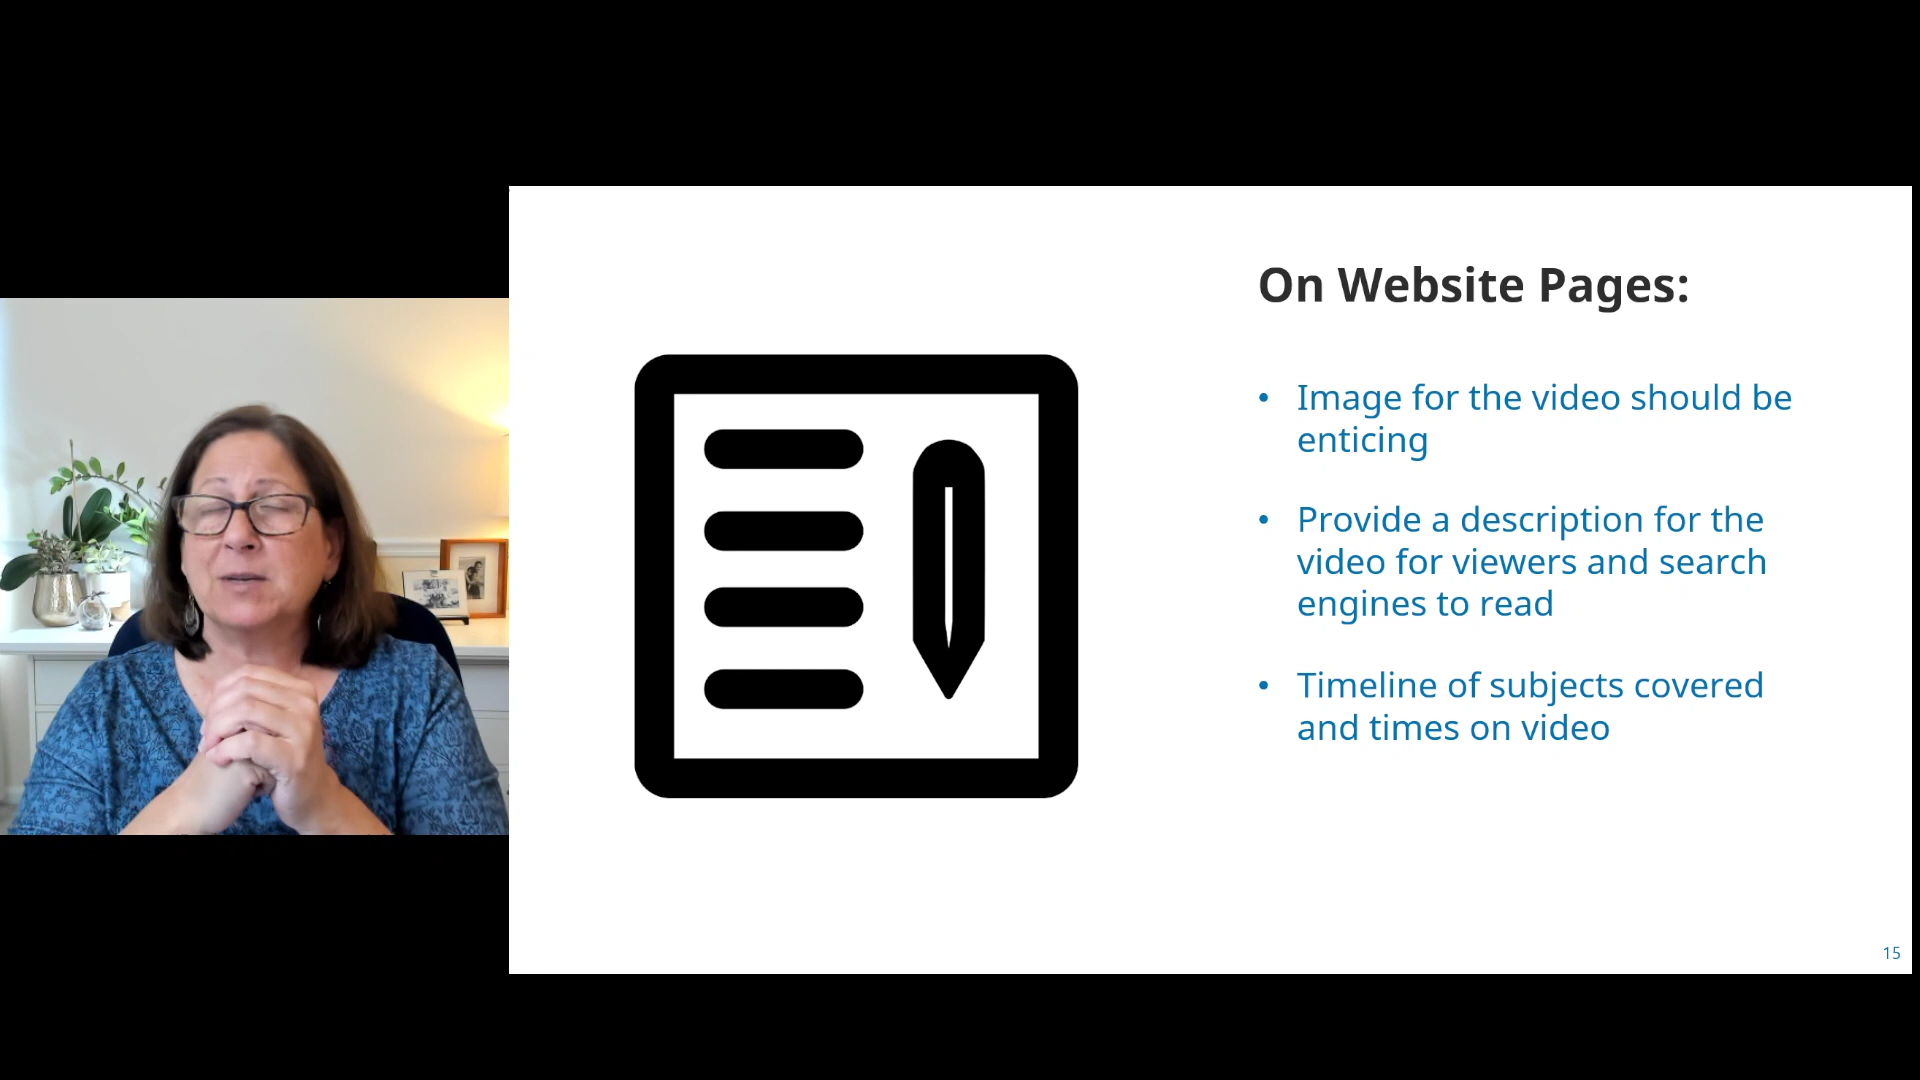 On Website Pages:
• Image for the video should be
enticing
• Provide a description for the
video for viewers and search
engines to read
• Timeline of subjects covered
and times on video
15